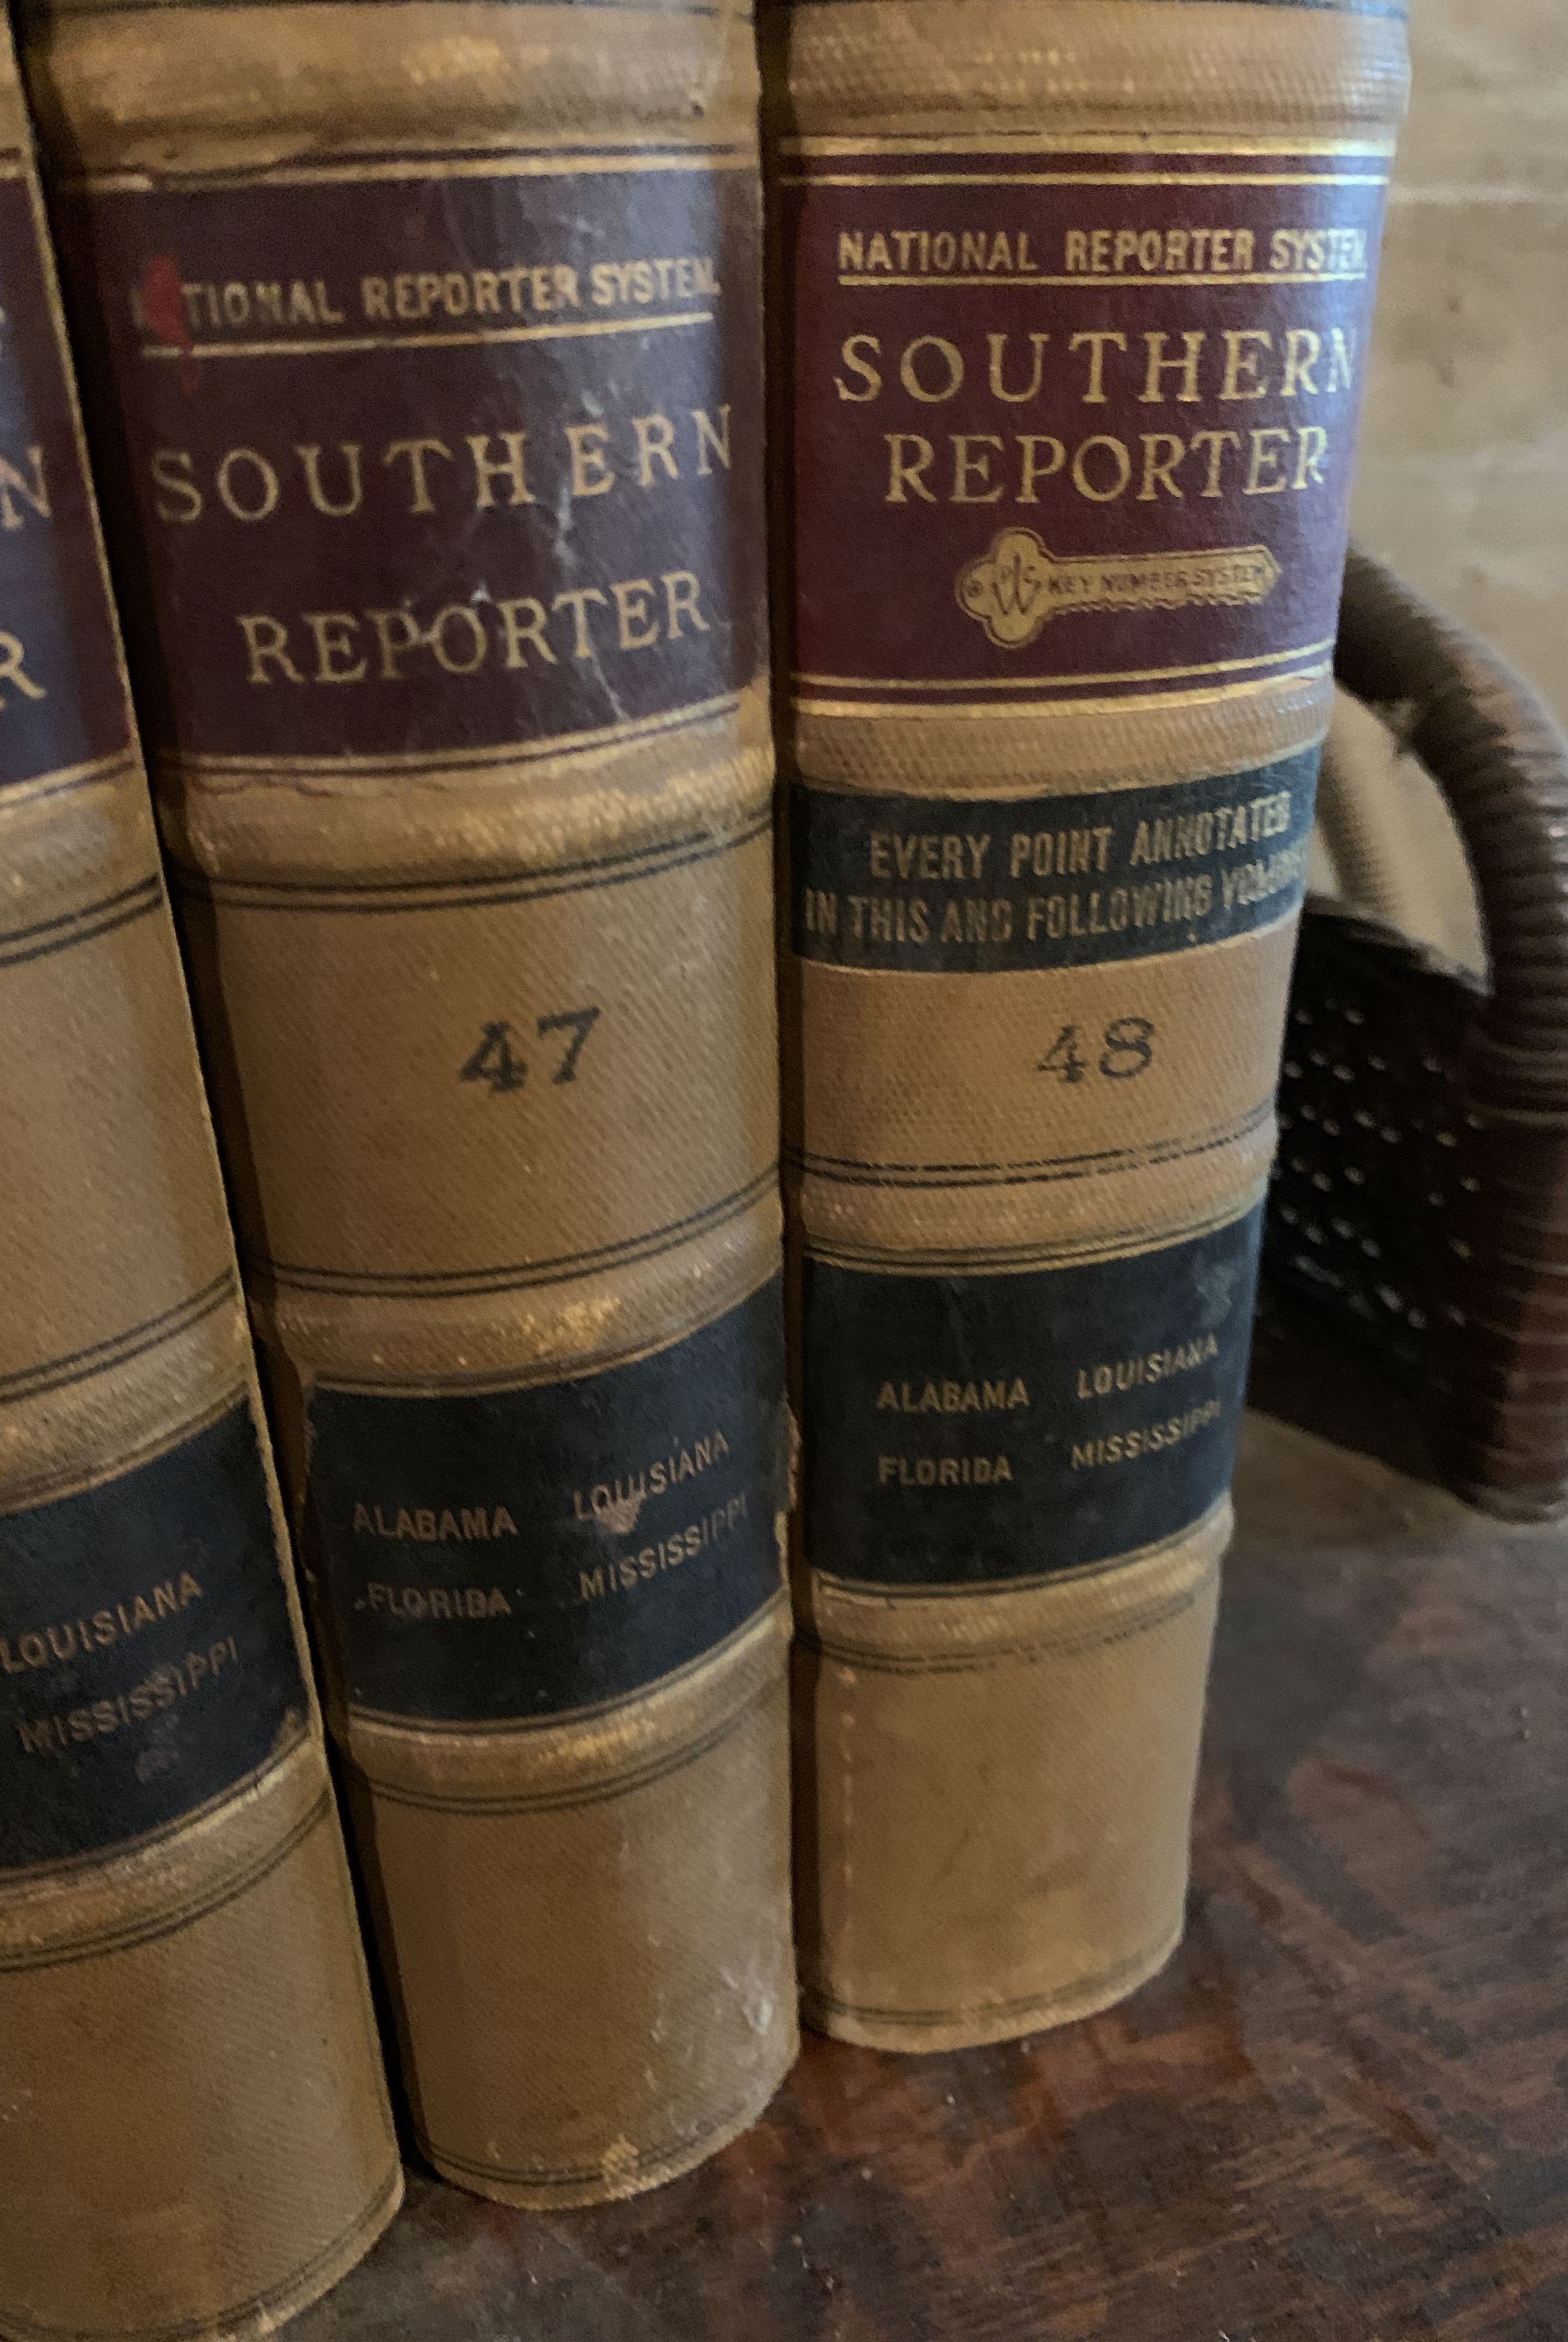 N
R
LOUISIANA
MISSISSIPPI
NATIONAL REPORTER SYSTEM.
SOUTHERN
REPORTER
47
ALABAMA LOUISIANA
FLORIDA MISSISSIPPI
NATIONAL REPORTER SYSTEM
SOUTHERN
REPORTER
KEY NUMBER SYSTEM
EVERY POINT ANNOTATED
IN THIS AND FOLLOWING
48
ALABAMA LOUISIANA
FLORIDA MISSISSIPPI